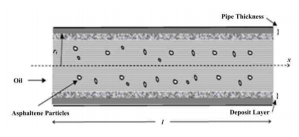 Pipe Thickness
r
x
Oil
Asphaltene Particles
Deposit Layer
l